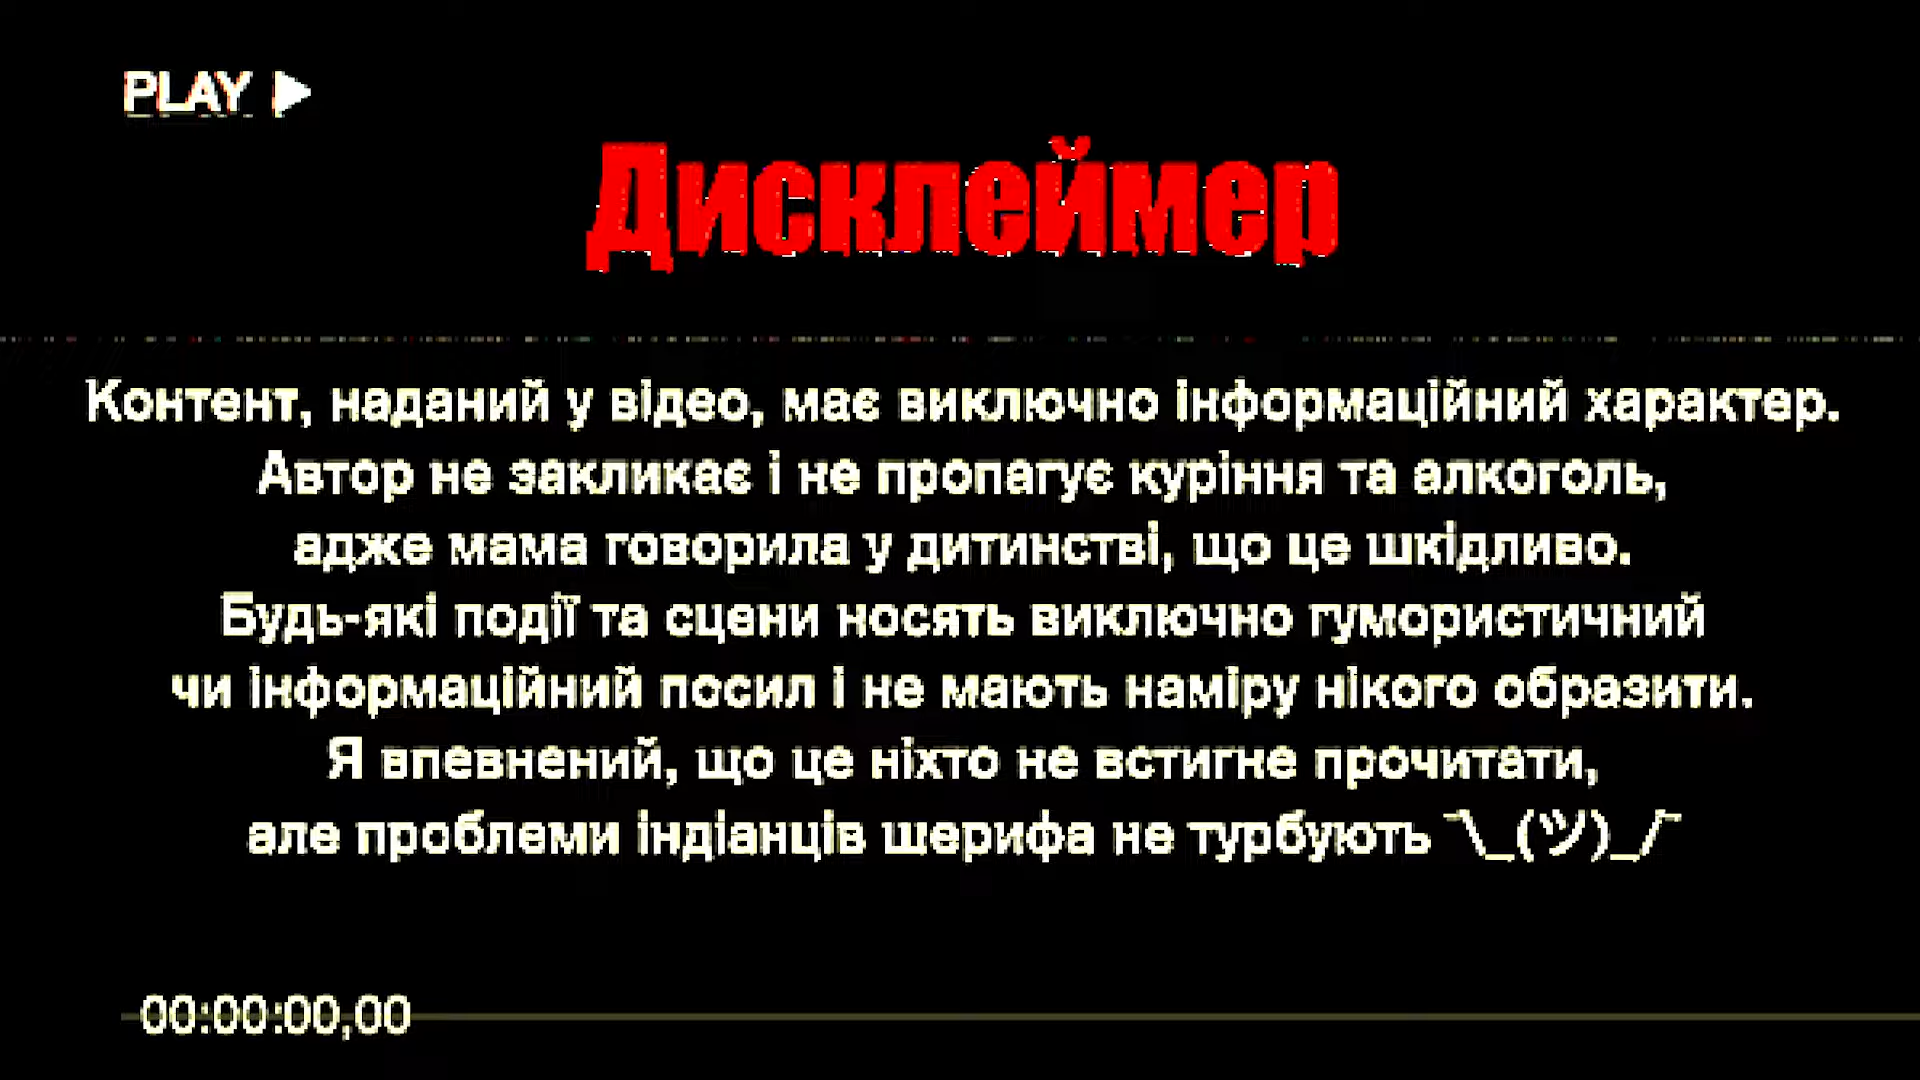 PLAY ▶
Дисклеймер
Контент, наданий у відео, має виключно інформаційний характер.
Автор не закликає і не пропагує куріння та алкоголь,
адже мама говорила у дитинстві, що це шкідливо.
Будь-які події та сцени носять виключно гумористичний
чи інформаційний посил і не мають наміру нікого образити.
Я впевнений, що це ніхто не встигне прочитати,
але проблеми індіанців шерифа не турбують ¯\_(ツ)_/¯
00:00:00,00